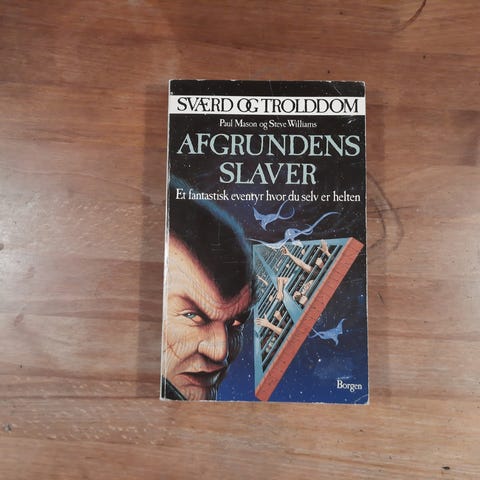 SVÆRD OG TROLDDOM
Paul Mason og Steve Williams
AFGRUNDENS
SLAVER
Et fantastisk eventyr hvor du selv er helten
Borgen